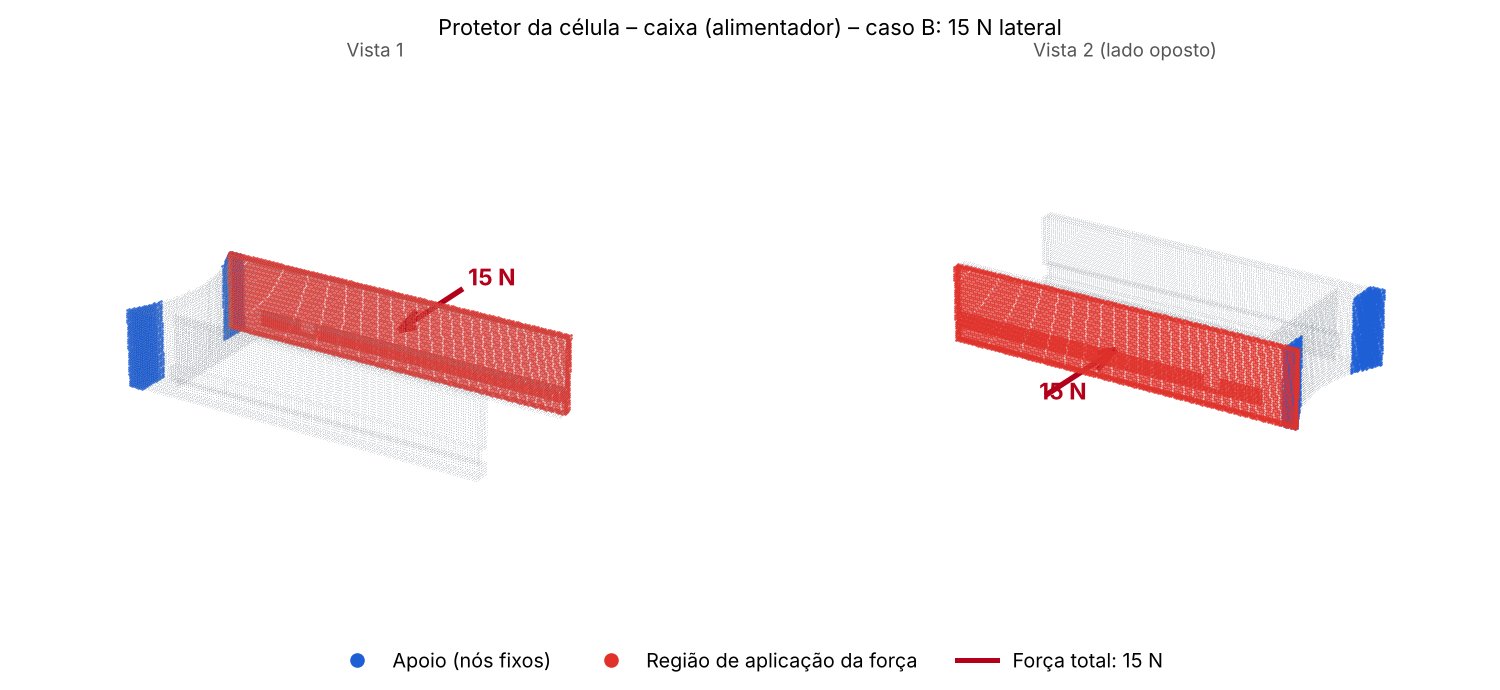 Protetor da célula – caixa (alimentador) – caso B: 15 N lateral
Vista 1
Vista 2 (lado oposto)
15 N
15 N
Apoio (nós fixos)
Região de aplicação da força
Força total: 15 N